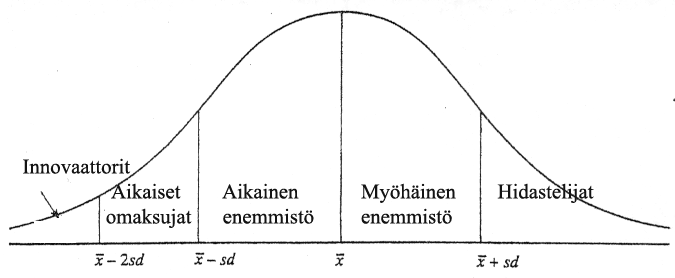 Innovaattorit
Aikaiset
omaksujat
Aikainen
enemmistö
Myöhäinen
enemmistö
Hidastelijat
x̅ − 2sd
x̅ − sd
x̅
x̅ + sd